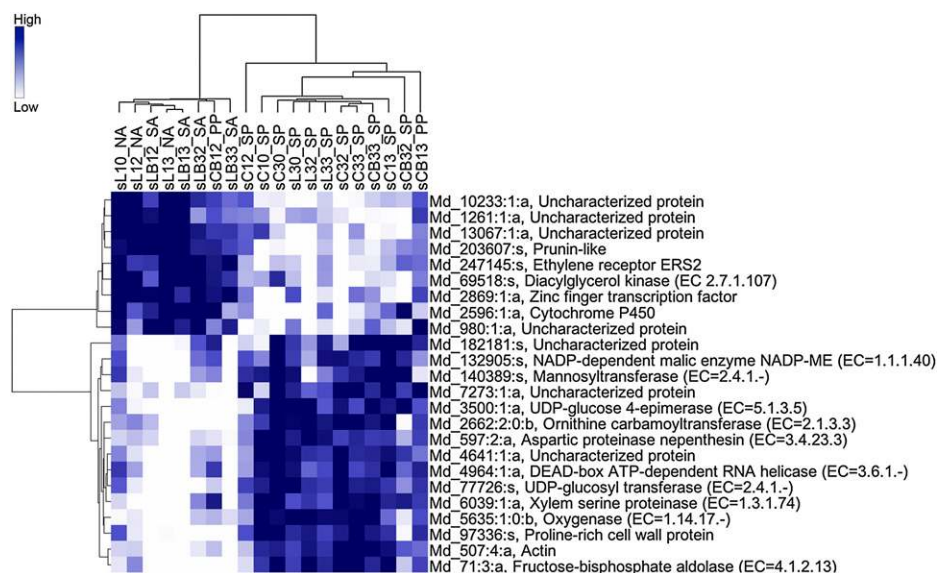 High
Low
sL10_NA
sL12_NA
sLB12_SA
sL13_NA
sLB13_SA
sLB32_SA
sCB12_PP
sLB33_SA
sC12_SP
sC10_SP
sC30_SP
sL30_SP
sL32_SP
sL33_SP
sC32_SP
sC33_SP
sCB33_SP
sC13_SP
sCB32_SP
sCB13_PP
Md_10233:1:a, Uncharacterized protein
Md_1261:1:a, Uncharacterized protein
Md_13067:1:a, Uncharacterized protein
Md_203607:s, Prunin-like
Md_247145:s, Ethylene receptor ERS2
Md_69518:s, Diacylglycerol kinase (EC 2.7.1.107)
Md_2869:1:a, Zinc finger transcription factor
Md_2596:1:a, Cytochrome P450
Md_980:1:a, Uncharacterized protein
Md_182181:s, Uncharacterized protein
Md_132905:s, NADP-dependent malic enzyme NADP-ME (EC=1.1.1.40)
Md_140389:s, Mannosyltransferase (EC=2.4.1.-)
Md_7273:1:a, Uncharacterized protein
Md_3500:1:a, UDP-glucose 4-epimerase (EC=5.1.3.5)
Md_2662:2:0:b, Ornithine carbamoyltransferase (EC=2.1.3.3)
Md_597:2:a, Aspartic proteinase nepenthesin (EC=3.4.23.3)
Md_4641:1:a, Uncharacterized protein
Md_4964:1:a, DEAD-box ATP-dependent RNA helicase (EC=3.6.1.-)
Md_77726:s, UDP-glucosyl transferase (EC=2.4.1.-)
Md_6039:1:a, Xylem serine proteinase (EC=1.3.1.74)
Md_5635:1:0:b, Oxygenase (EC=1.14.17.-)
Md_97336:s, Proline-rich cell wall protein
Md_507:4:a, Actin
Md_71:3:a, Fructose-bisphosphate aldolase (EC=4.1.2.13)